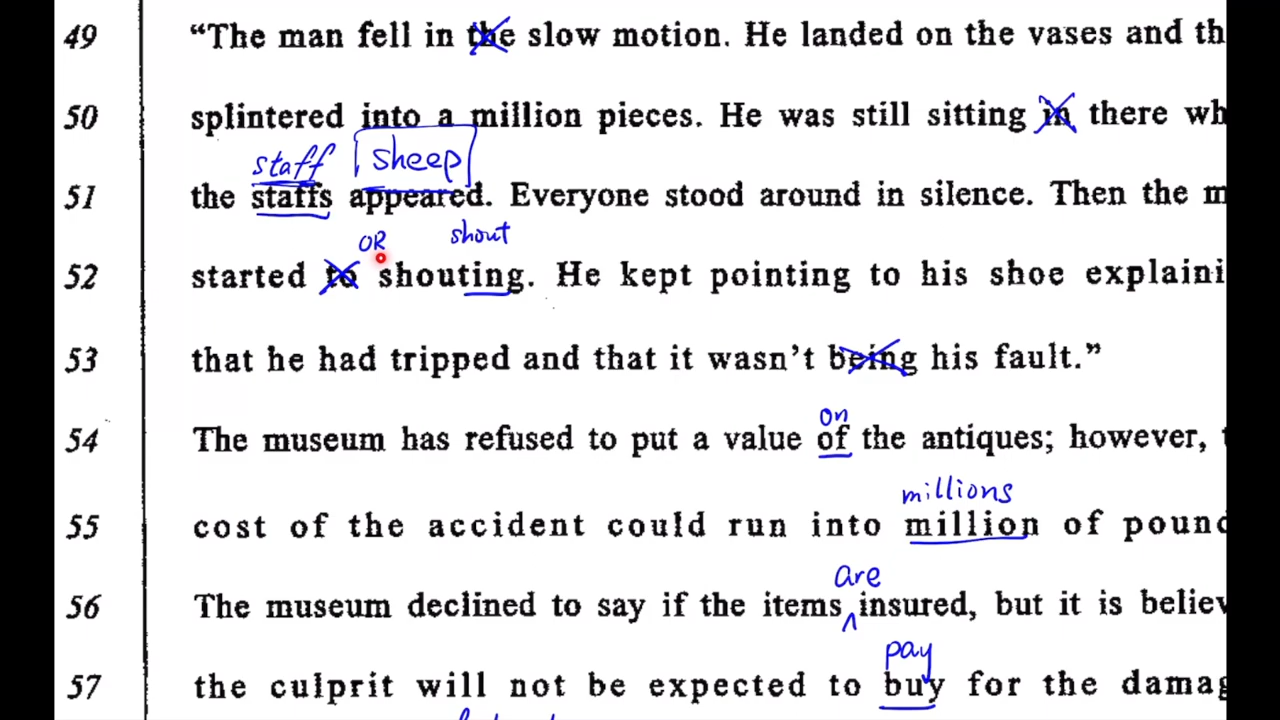 49 “The man fell in the slow motion. He landed on the vases and th
50 splintered into a million pieces. He was still sitting in there wh
staff sheep
51 the staffs appeared. Everyone stood around in silence. Then the m
OR shout
52 started to shouting. He kept pointing to his shoe explaini
53 that he had tripped and that it wasn’t being his fault.”
on
54 The museum has refused to put a value of the antiques; however,
millions
55 cost of the accident could run into million of pound
are
56 The museum declined to say if the items insured, but it is believ
pay
57 the culprit will not be expected to buy for the damag